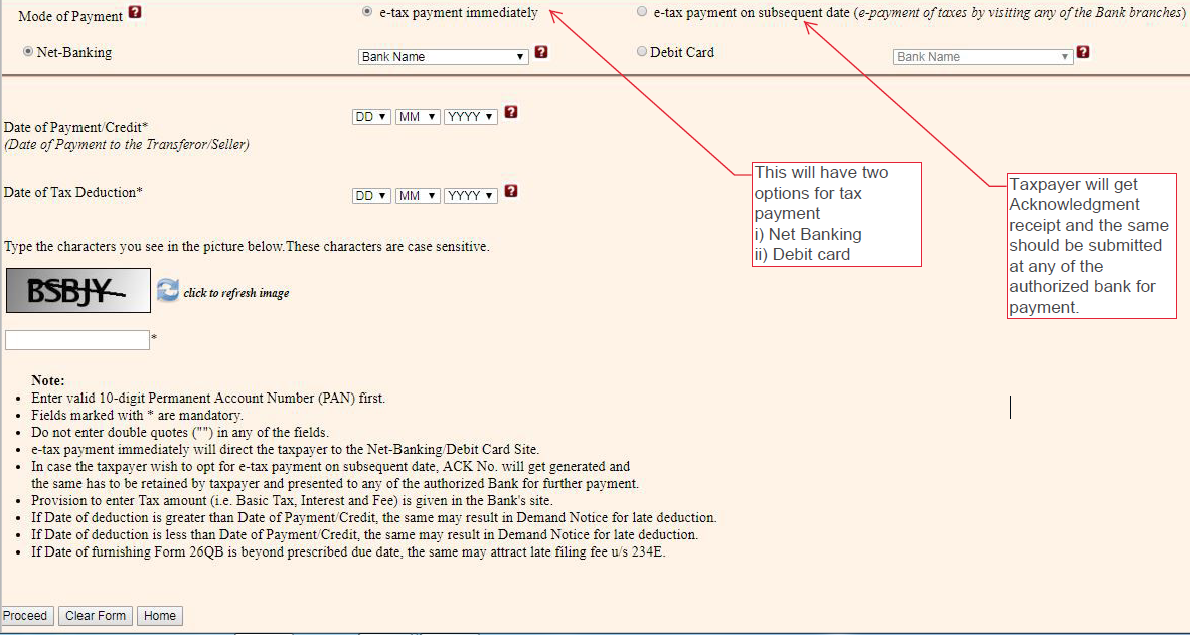 Mode of Payment ? e-tax payment immediately e-tax payment on subsequent date (e-payment of taxes by visiting any of the Bank branches)
Net-Banking Bank Name ? Debit Card Bank Name ?
Date of Payment/Credit* DD MM YYYY ?
(Date of Payment to the Transferor/Seller)
Date of Tax Deduction* DD MM YYYY ?
This will have two
options for tax
payment
i) Net Banking
ii) Debit card
Taxpayer will get
Acknowledgment
receipt and the same
should be submitted
at any of the
authorized bank for
payment.
Type the characters you see in the picture below.These characters are case sensitive.
BSBJY click to refresh image
*
Note:
• Enter valid 10-digit Permanent Account Number (PAN) first.
• Fields marked with * are mandatory.
• Do not enter double quotes ("") in any of the fields.
• e-tax payment immediately will direct the taxpayer to the Net-Banking/Debit Card Site.
• In case the taxpayer wish to opt for e-tax payment on subsequent date, ACK No. will get generated and
the same has to be retained by taxpayer and presented to any of the authorized Bank for further payment.
• Provision to enter Tax amount (i.e. Basic Tax, Interest and Fee) is given in the Bank's site.
• If Date of deduction is greater than Date of Payment/Credit, the same may result in Demand Notice for late deduction.
• If Date of deduction is less than Date of Payment/Credit, the same may result in Demand Notice for late deduction.
• If Date of furnishing Form 26QB is beyond prescribed due date, the same may attract late filing fee u/s 234E.
Proceed Clear Form Home